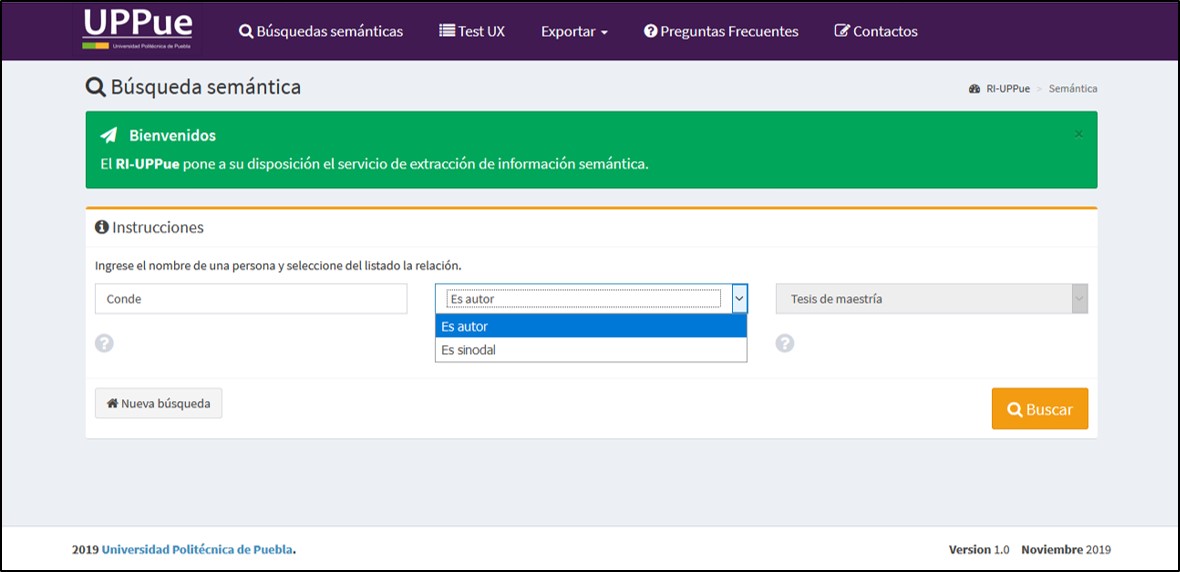 UPPue
Universidad Politécnica de Puebla
Búsquedas semánticas
Test UX
Exportar
Preguntas Frecuentes
Contactos
Búsqueda semántica
RI-UPPue > Semántica
Bienvenidos ×
El RI-UPPue pone a su disposición el servicio de extracción de información semántica.
Instrucciones
Ingrese el nombre de una persona y seleccione del listado la relación.
Conde
Es autor
Tesis de maestría
Es autor
Es sinodal
Nueva búsqueda
Buscar
2019 Universidad Politécnica de Puebla.
Version 1.0 Noviembre 2019